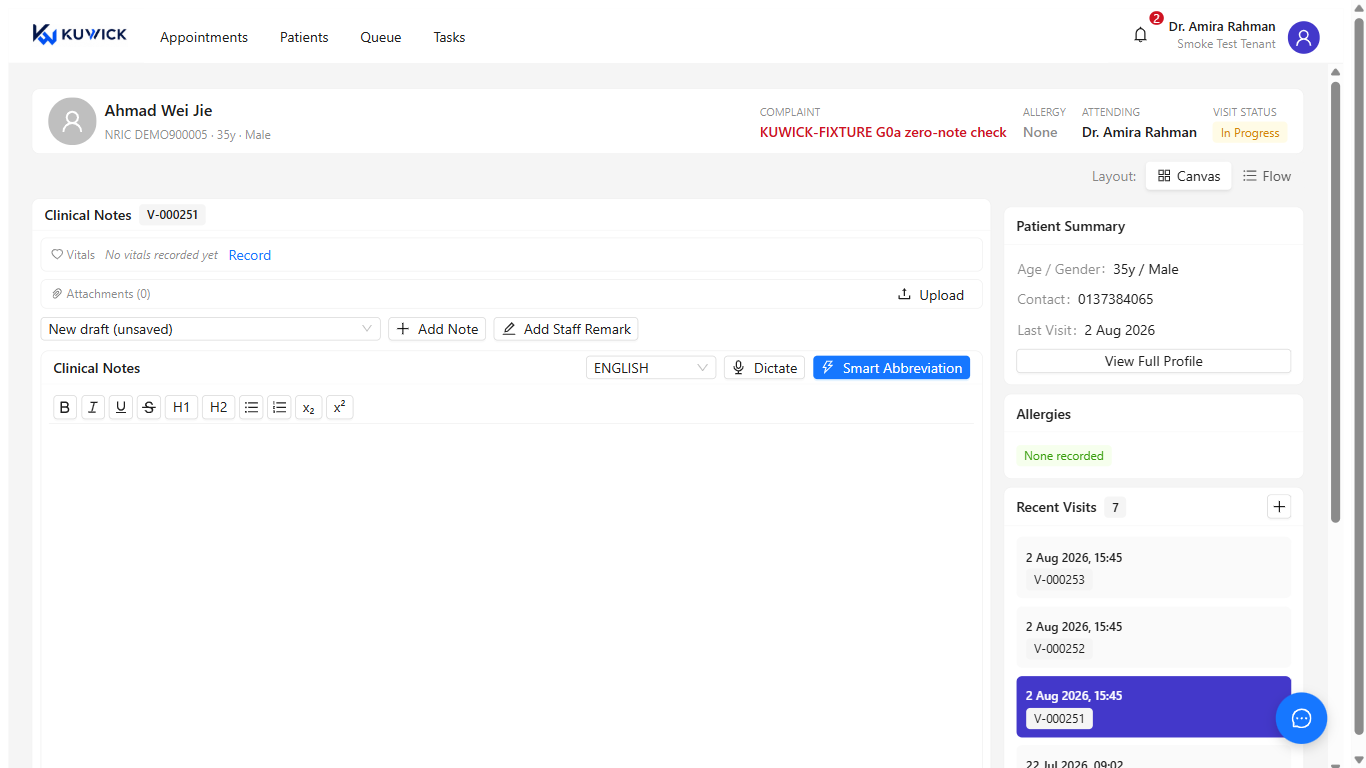 KUWICK
Appointments
Patients
Queue
Tasks
2
Dr. Amira Rahman
Smoke Test Tenant
Ahmad Wei Jie
NRIC DEMO900005 · 35y · Male
COMPLAINT
KUWICK-FIXTURE G0a zero-note check
ALLERGY
None
ATTENDING
Dr. Amira Rahman
VISIT STATUS
In Progress
Layout:
Canvas
Flow
Clinical Notes V-000251
Vitals No vitals recorded yet Record
Attachments (0)
Upload
New draft (unsaved)
Add Note
Add Staff Remark
Clinical Notes
ENGLISH
Dictate
Smart Abbreviation
B I U S H1 H2 x₂ x²
Patient Summary
Age / Gender: 35y / Male
Contact: 0137384065
Last Visit: 2 Aug 2026
View Full Profile
Allergies
None recorded
Recent Visits 7
2 Aug 2026, 15:45
V-000253
2 Aug 2026, 15:45
V-000252
2 Aug 2026, 15:45
V-000251
22 Jul 2026, 09:02